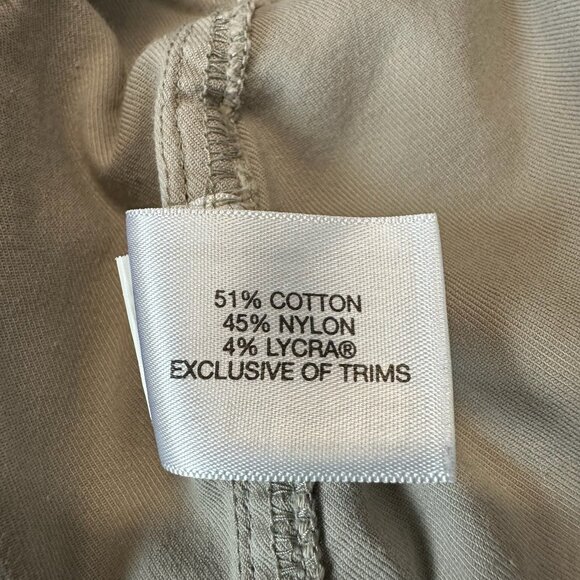 51% COTTON
45% NYLON
4% LYCRA®
EXCLUSIVE OF TRIMS